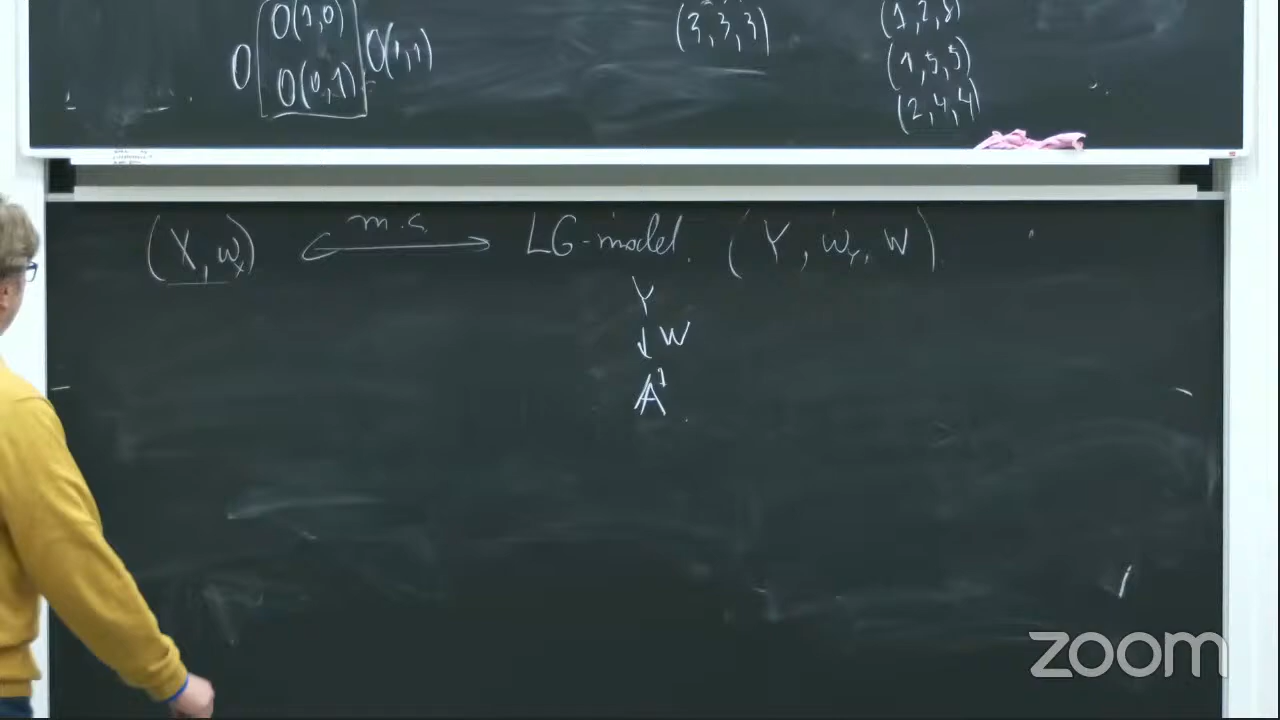 O(1,0)
O O(1,1)
O(0,1)
(3,3,3)
(1,2,8)
(1,5,5)
(2,4,4)
(X, ω_X) m.s. LG-model. (Y, ω_Y, W)
Y
↓ W
𝔸¹
zoom